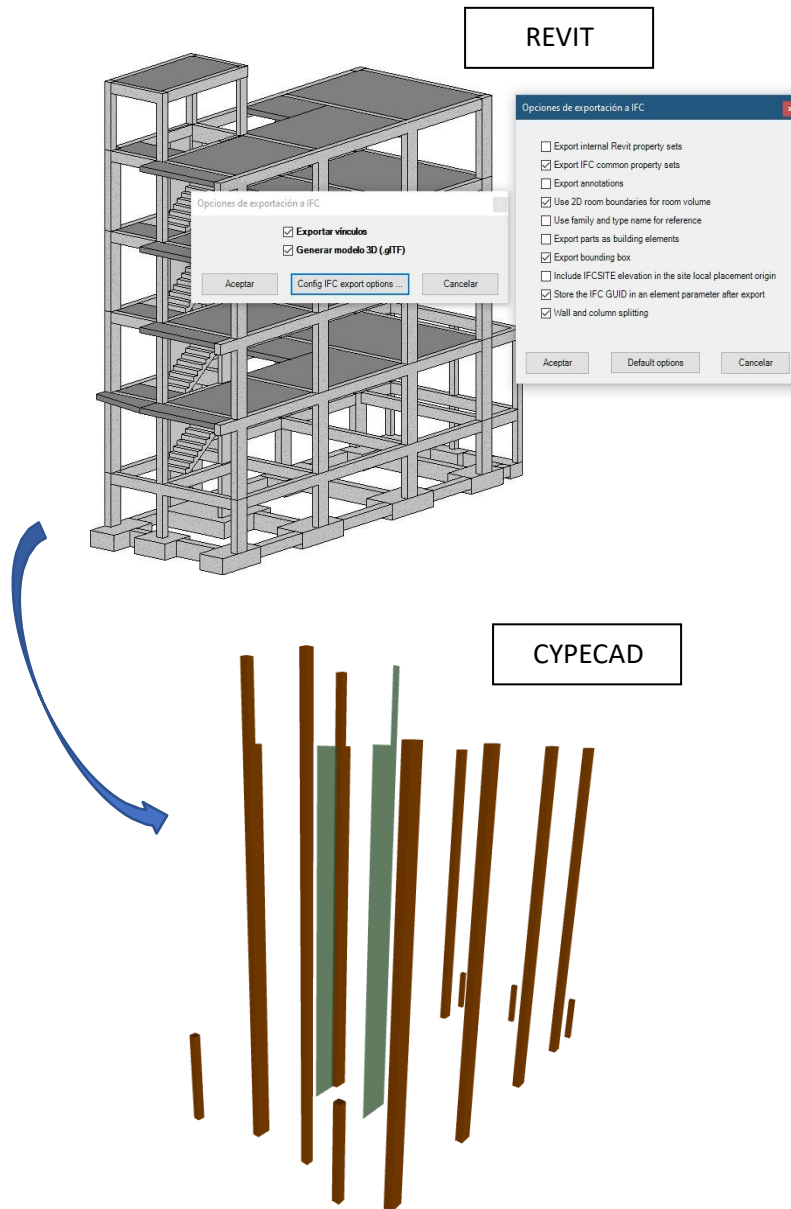 REVIT
Opciones de exportación a IFC
x
Export internal Revit property sets
Export IFC common property sets
Export annotations
Use 2D room boundaries for room volume
Use family and type name for reference
Export parts as building elements
Export bounding box
Include IFCSITE elevation in the site local placement origin
Store the IFC GUID in an element parameter after export
Wall and column splitting
Aceptar Default options Cancelar
Opciones de exportación a IFC
Exportar vínculos
Generar modelo 3D (.glTF)
Aceptar Config IFC export options ... Cancelar
CYPECAD